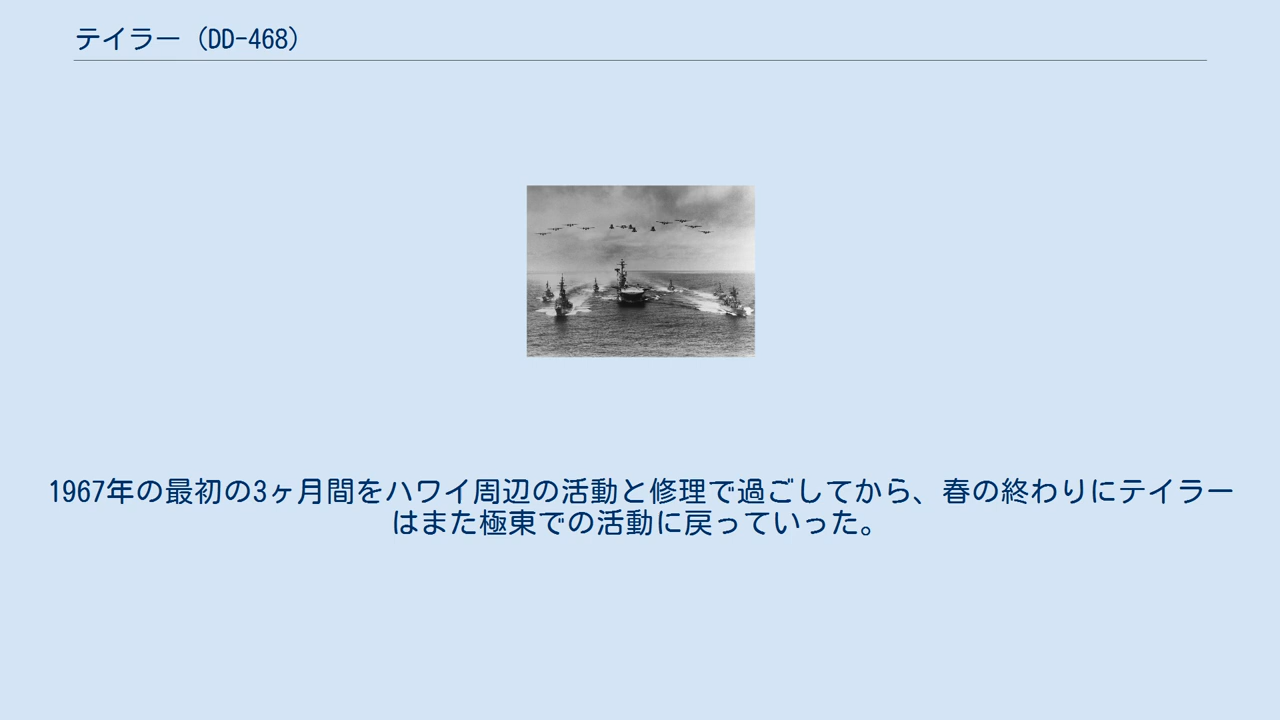 テイラー（DD-468）
1967年の最初の3ヶ月間をハワイ周辺の活動と修理で過ごしてから、春の終わりにテイラー
はまた極東での活動に戻っていった。